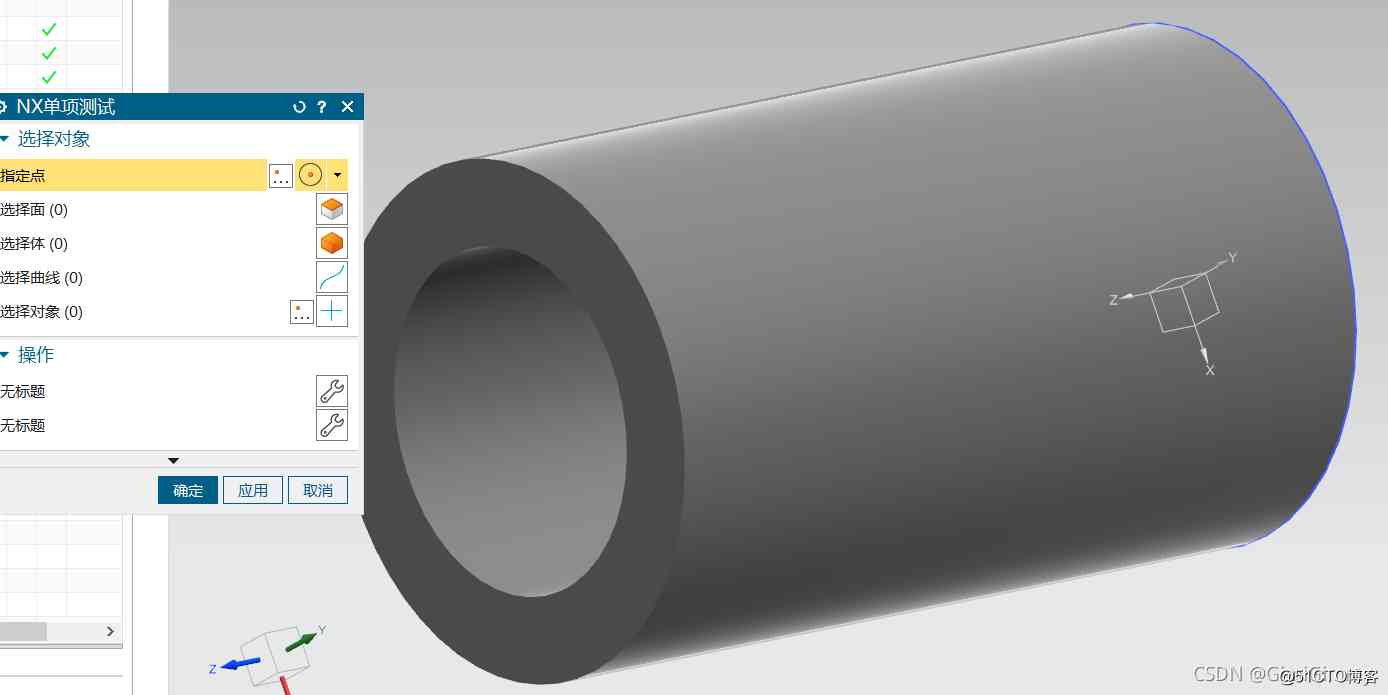 NX单项测试
选择对象
指定点
选择面 (0)
选择体 (0)
选择曲线 (0)
选择对象 (0)
操作
无标题
无标题
确定 应用 取消
Y
Z
X
Y
Z
CSDN
@51CTO博客